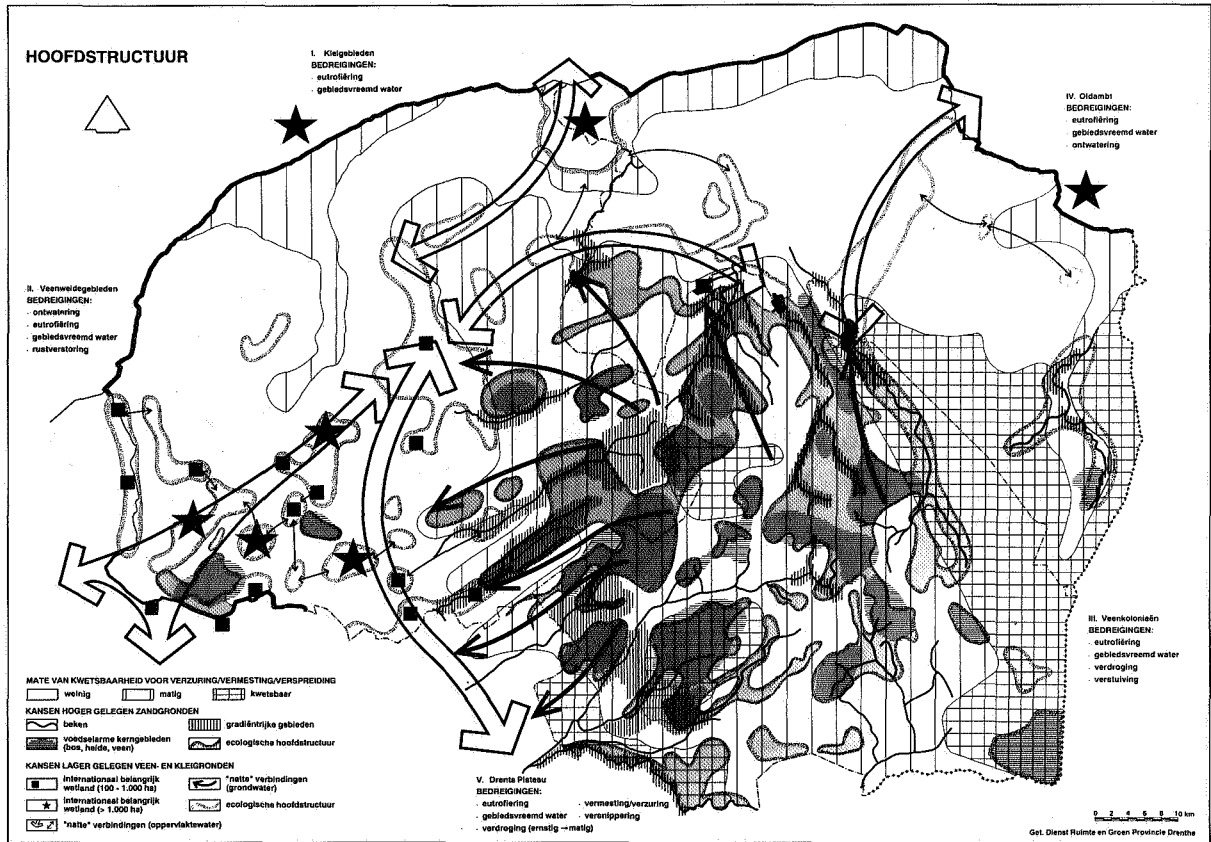 HOOFDSTRUCTUUR
I. Kleigebieden
BEDREIGINGEN:
- eutrofiëring
- gebiedsvreemd water
IV. Oldambt
BEDREIGINGEN:
- eutrofiëring
- gebiedsvreemd water
- ontwatering
II. Veenweidegebieden
BEDREIGINGEN:
- ontwatering
- eutrofiëring
- gebiedsvreemd water
- rustverstoring
III. Veenkolonieën
BEDREIGINGEN:
- eutrofiëring
- gebiedsvreemd water
- verdroging
- verstuiving
MATE VAN KWETSBAARHEID VOOR VERZURING/VERMESTING/VERSPREIDING
weinig matig kwetsbaar
KANSEN HOGER GELEGEN ZANDGRONDEN
beken gradiëntrijke gebieden
voedselarme kerngebieden (bos, heide, veen) ecologische hoofdstructuur
KANSEN LAGER GELEGEN VEEN- EN KLEIGRONDEN
internationaal belangrijk wetland (100 - 1.000 ha) "natte" verbindingen (grondwater)
internationaal belangrijk wetland (> 1.000 ha) ecologische hoofdstructuur
"natte" verbindingen (oppervlaktewater)
V. Drents Plateau
BEDREIGINGEN:
- eutrofiering - vermesting/verzuring
- gebiedsvreemd water - versnippering
- verdroging (ernstig → matig)
0 2 4 6 8 10 km
Get. Dienst Ruimte en Groen Provincie Drenthe